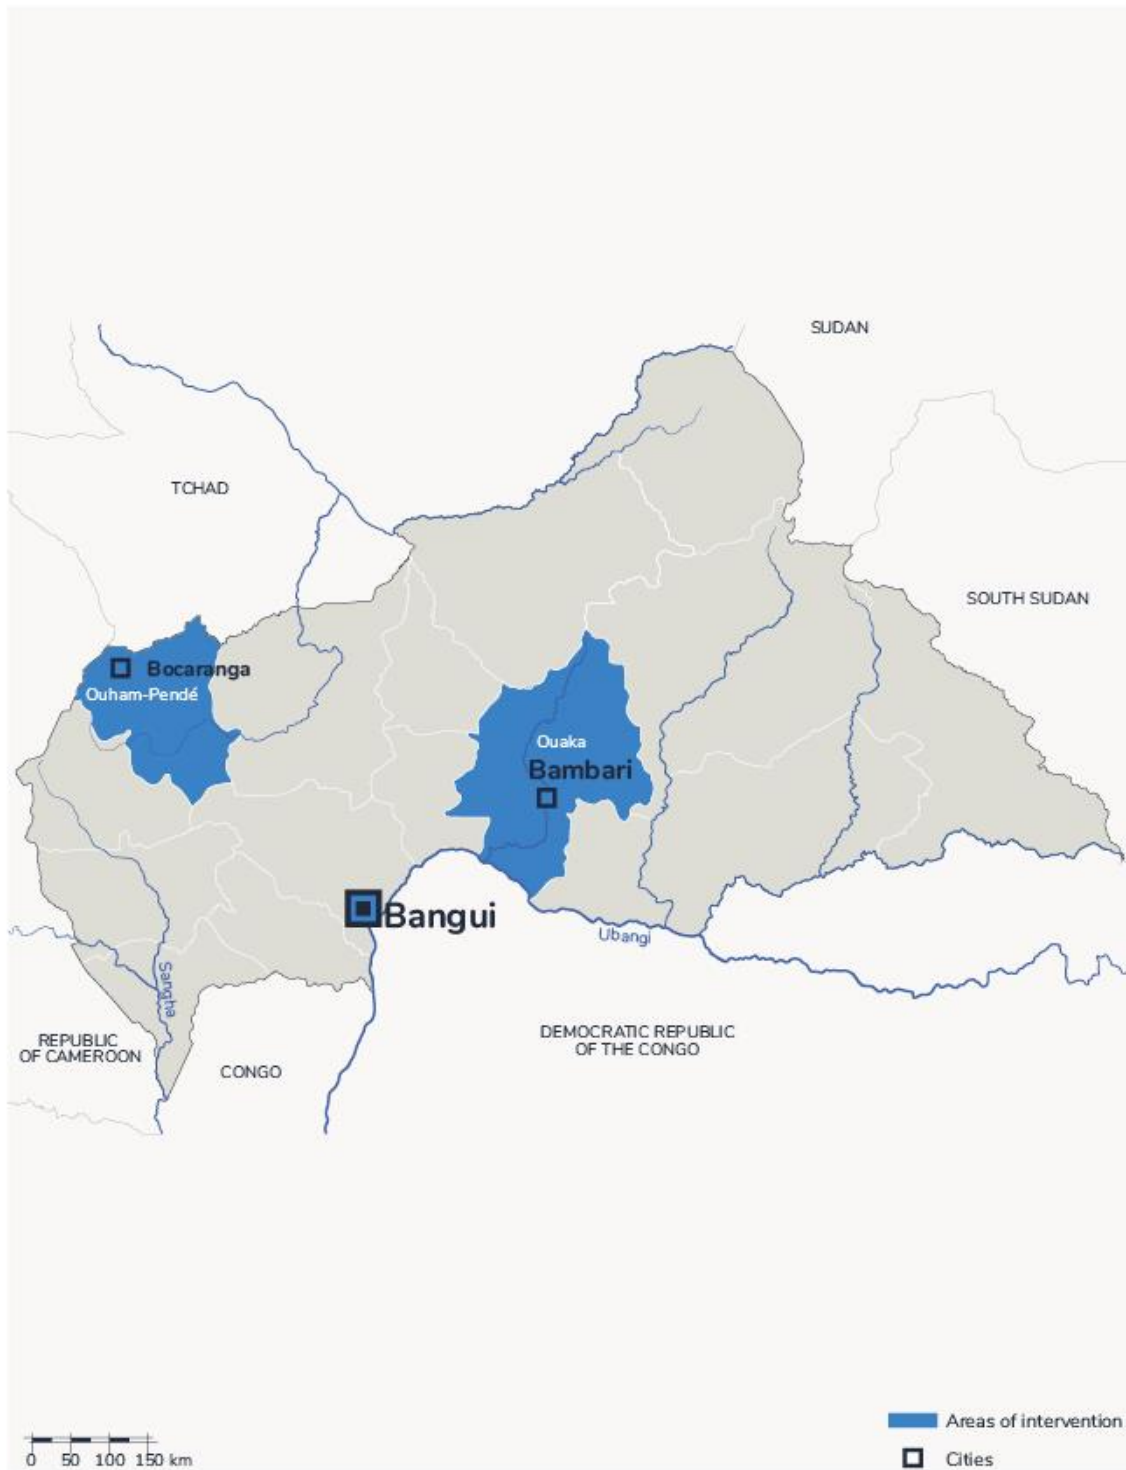 SUDAN
TCHAD
SOUTH SUDAN
Bocaranga
Ouham-Pendé
Ouaka
Bambari
Bangui
Ubangi
Sangha
REPUBLIC
OF CAMEROON
DEMOCRATIC REPUBLIC
OF THE CONGO
CONGO
Areas of intervention
0 50 100 150 km
Cities